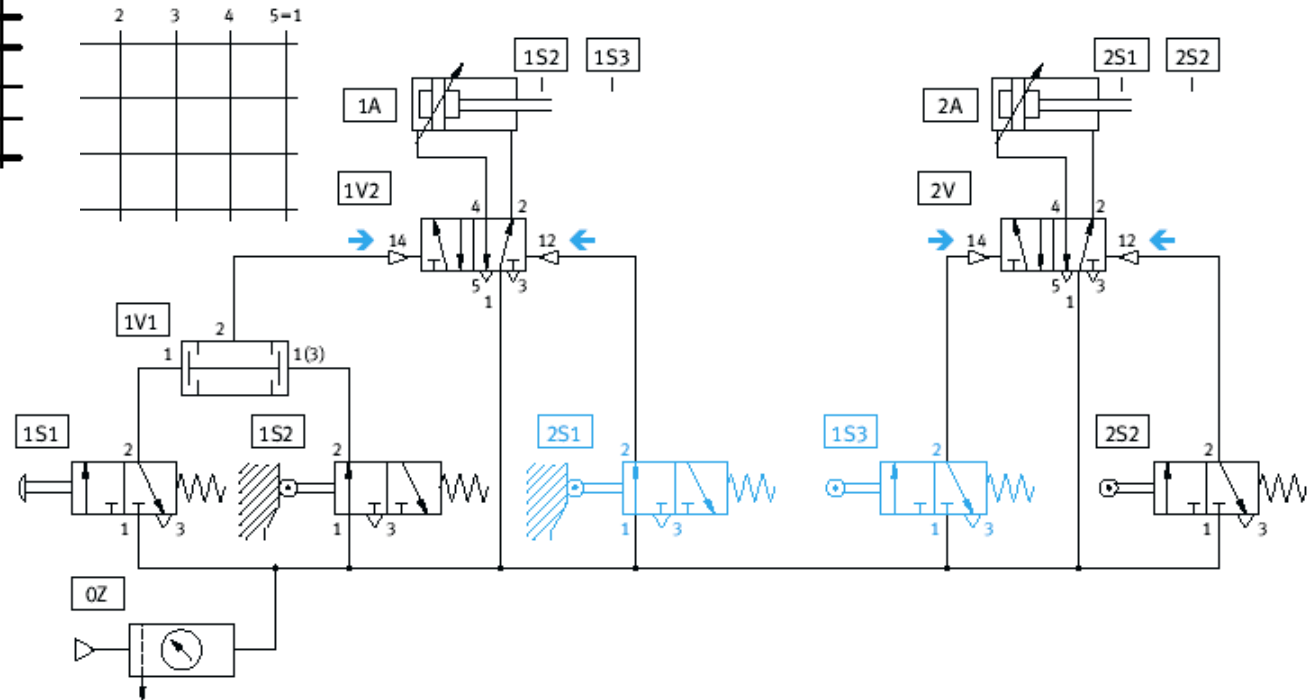 2 3 4 5=1
1S2 1S3 2S1 2S2
1A 2A
1V2 2V
4 2 4 2
14 12 14 12
5 3 5 3
1 1
1V1 2
1 1(3)
1S1 1S2 2S1 1S3 2S2
2 2 2 2 2
1 3 1 3 1 3 1 3 1 3
0Z